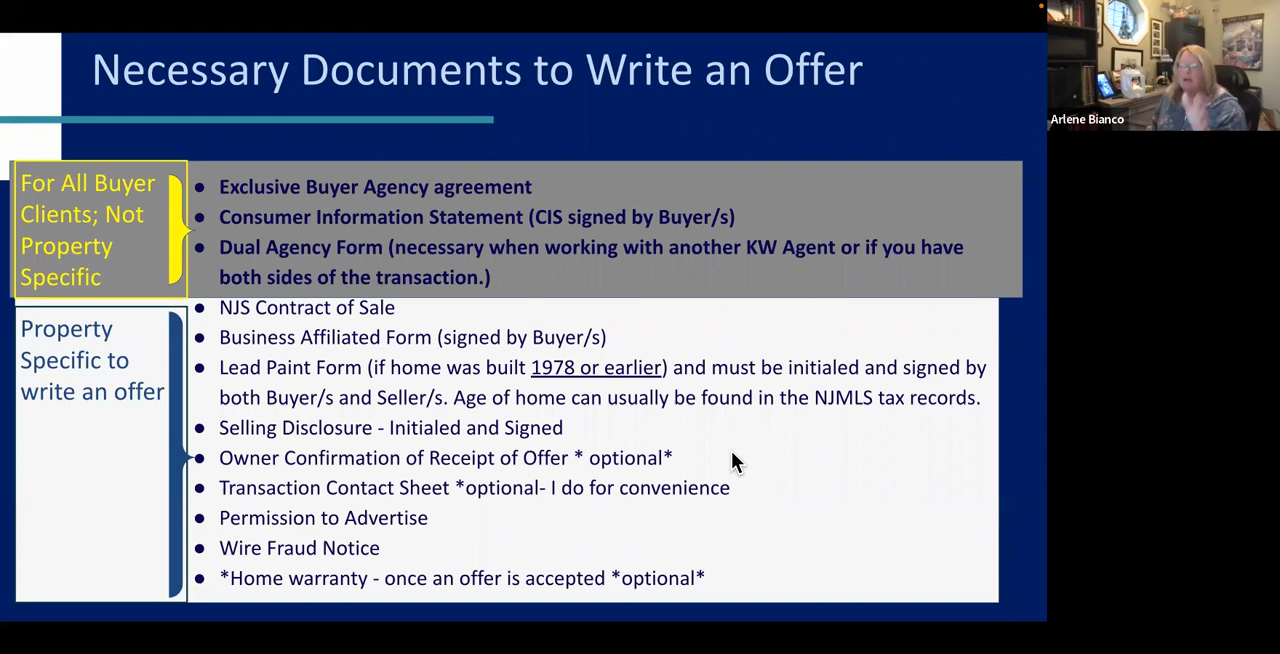 Necessary Documents to Write an Offer
Arlene Bianco
For All Buyer
Clients; Not
Property
Specific
● Exclusive Buyer Agency agreement
● Consumer Information Statement (CIS signed by Buyer/s)
● Dual Agency Form (necessary when working with another KW Agent or if you have
both sides of the transaction.)
Property
Specific to
write an offer
● NJS Contract of Sale
● Business Affiliated Form (signed by Buyer/s)
● Lead Paint Form (if home was built 1978 or earlier) and must be initialed and signed by
both Buyer/s and Seller/s. Age of home can usually be found in the NJMLS tax records.
● Selling Disclosure - Initialed and Signed
● Owner Confirmation of Receipt of Offer * optional*
● Transaction Contact Sheet *optional- I do for convenience
● Permission to Advertise
● Wire Fraud Notice
● *Home warranty - once an offer is accepted *optional*